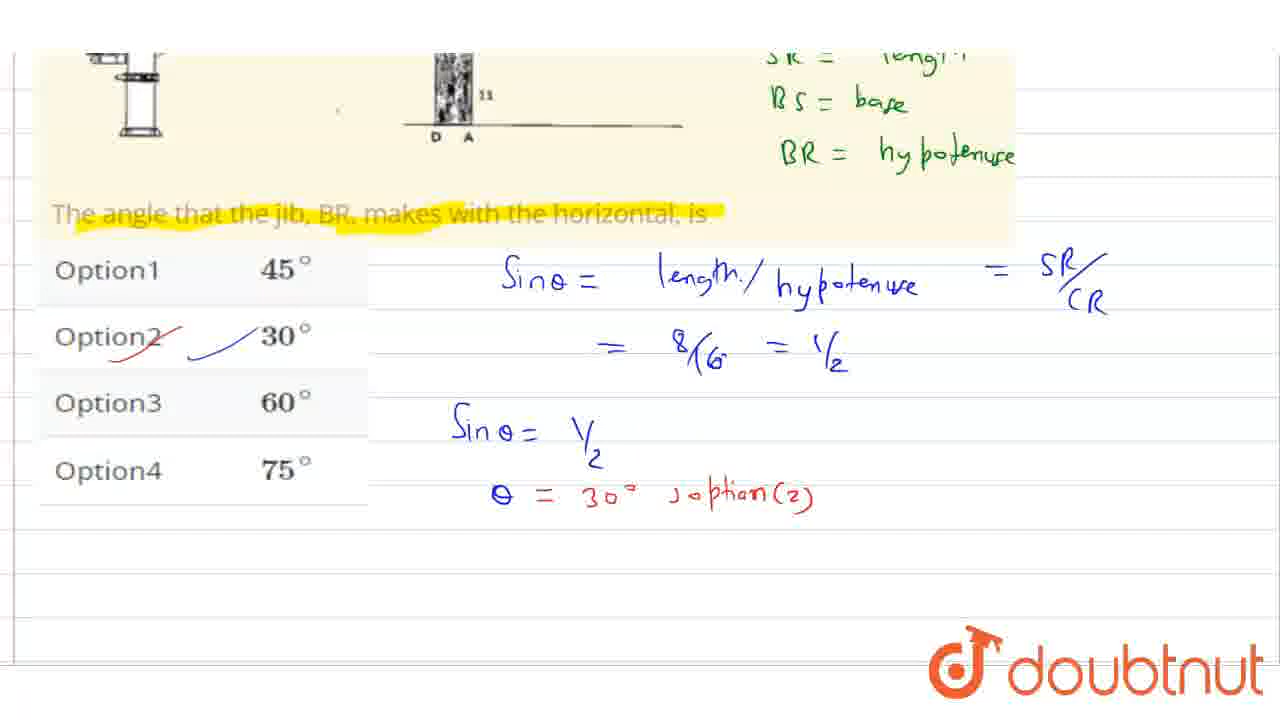 SR = length
11
BS = base
D A
BR = hypotenuse
The angle that the jib, BR, makes with the horizontal, is
Option1 45°
Sinθ = length / hypotenuse = SR/CR
Option2 30°
= 8/16 = 1/2
Option3 60°
Sinθ = 1/2
Option4 75°
θ = 30° , option (2)
doubtnut